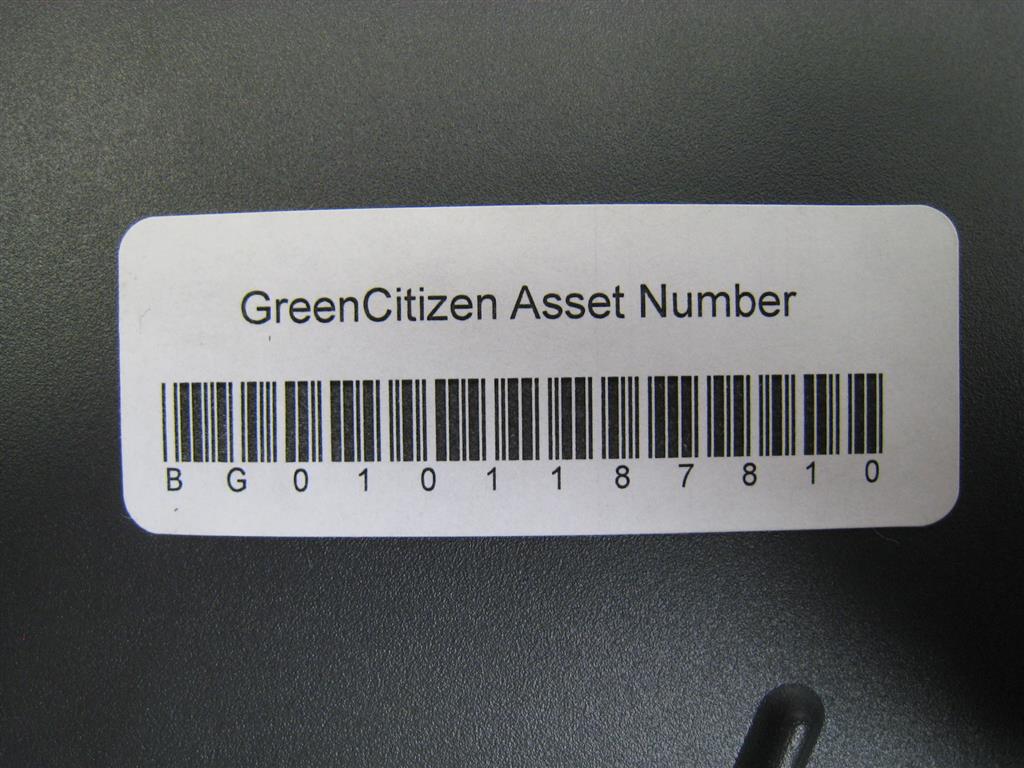 GreenCitizen Asset Number
B G 0 1 0 1 1 8 7 8 1 0